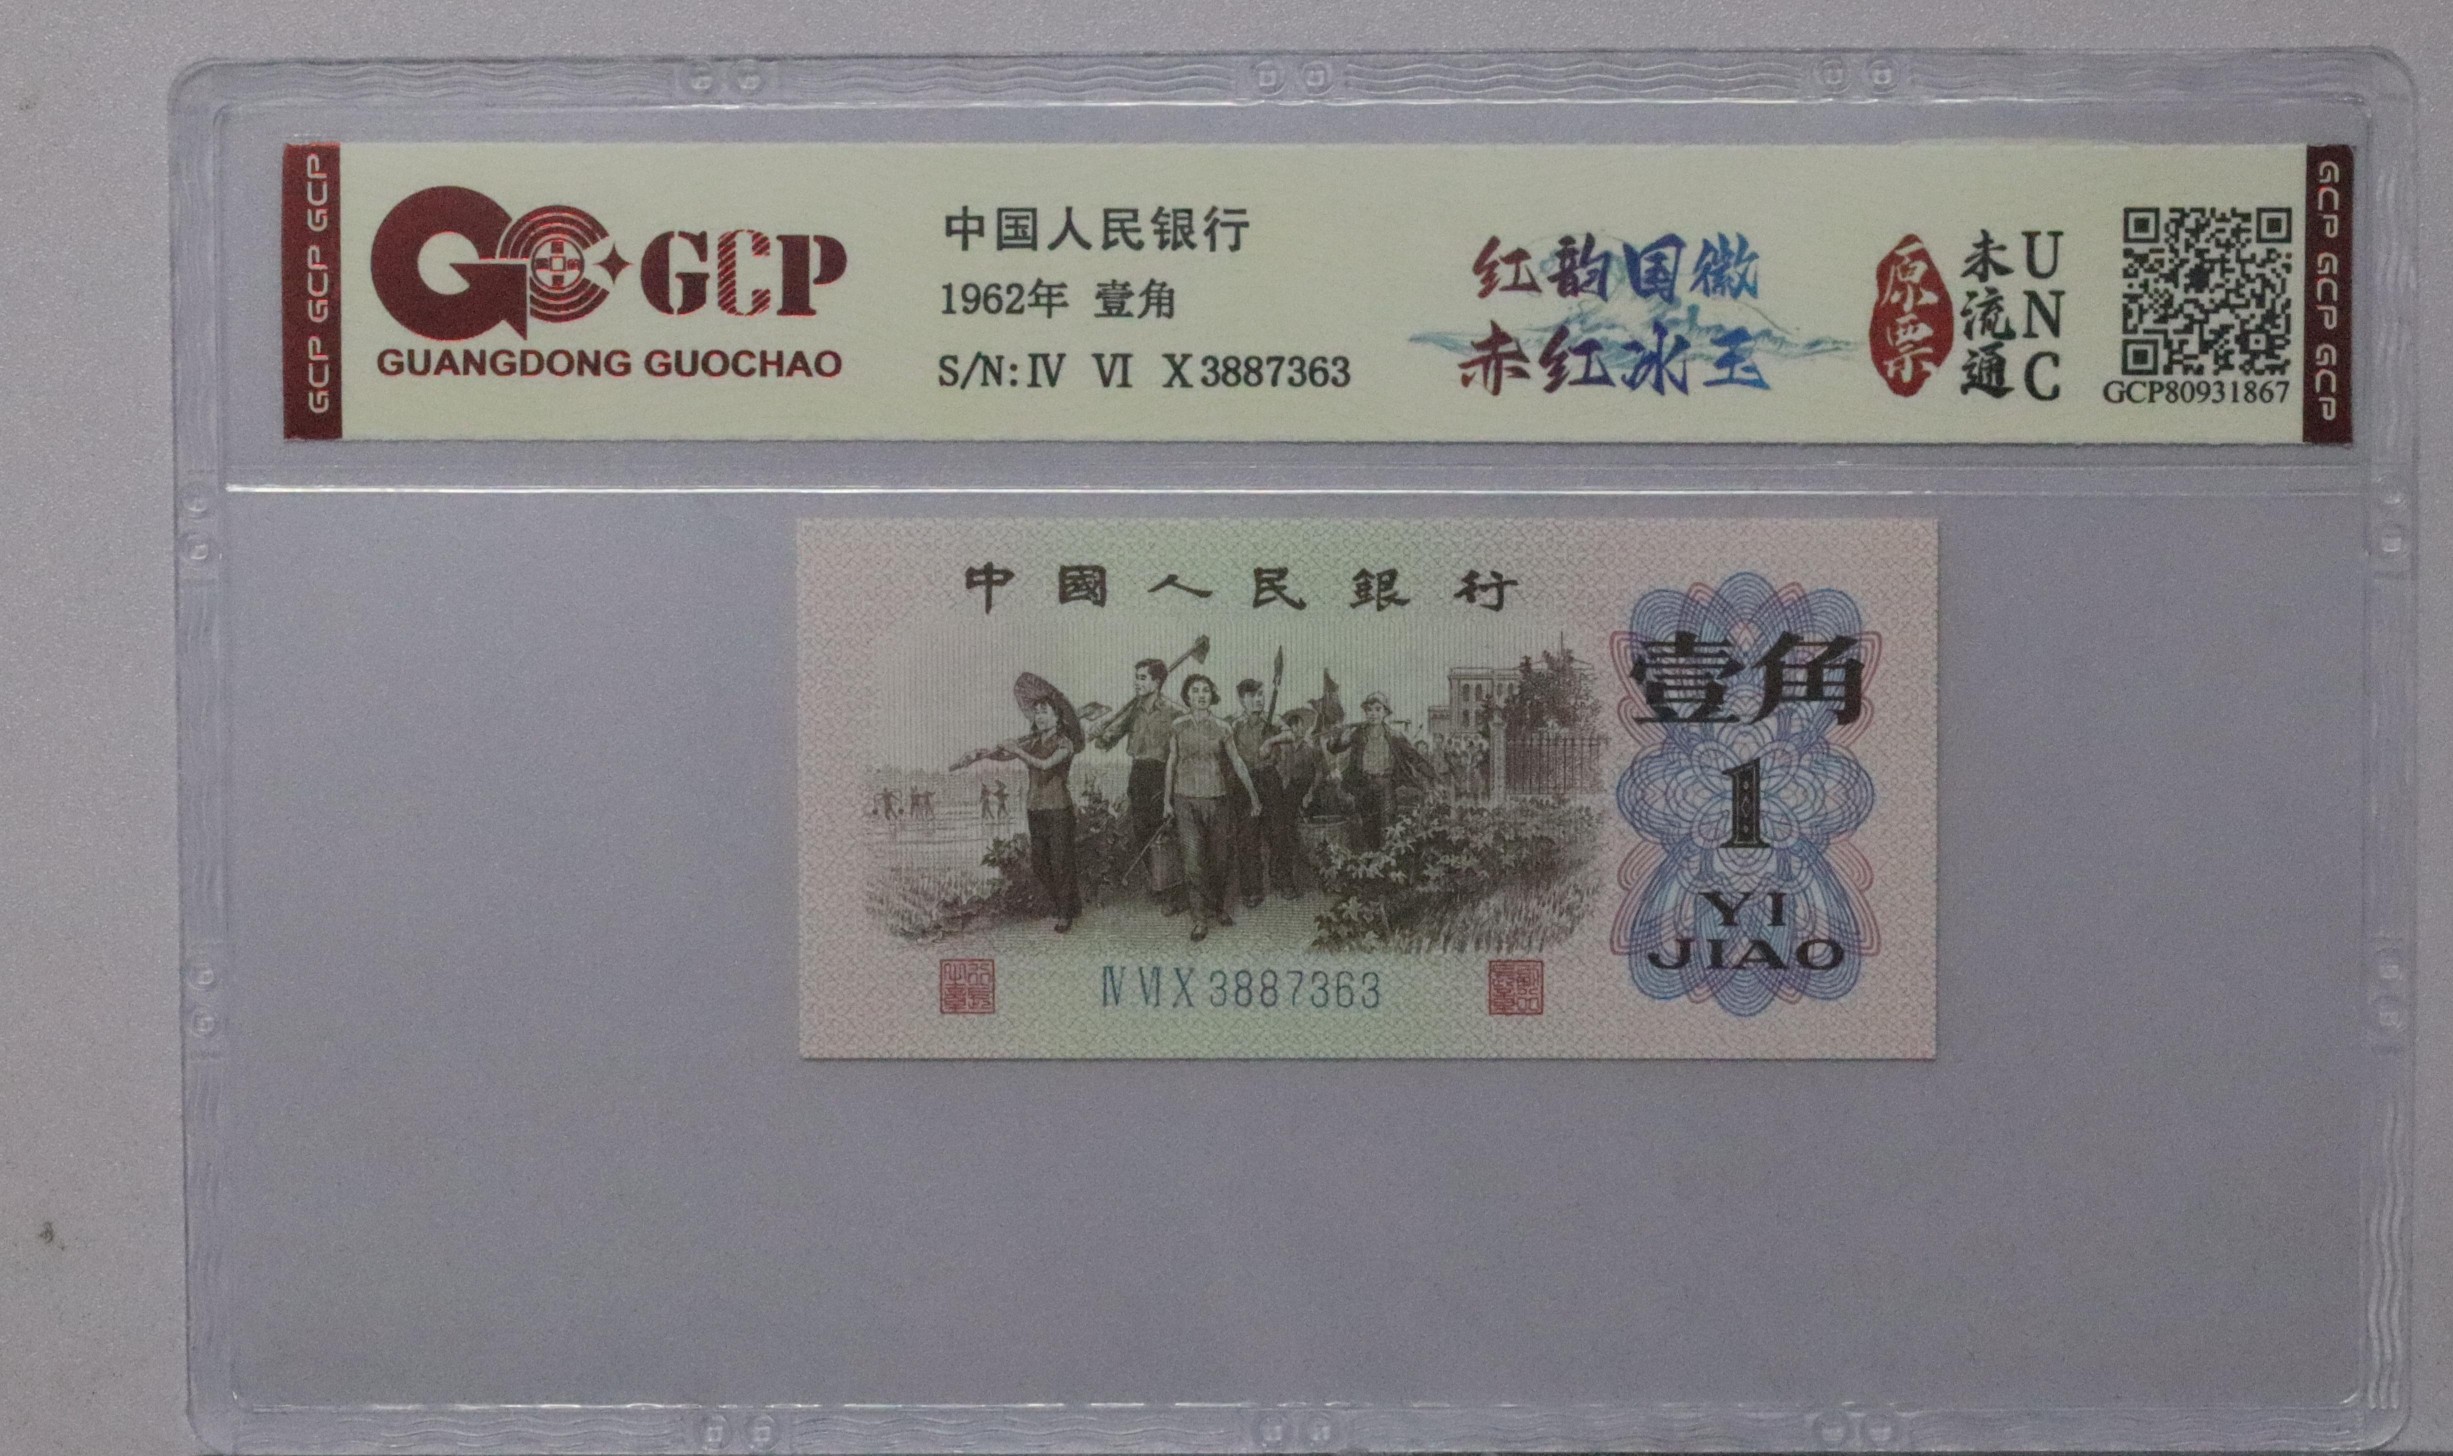 GCP GCP GCP
GCP
GUANGDONG GUOCHAO
中国人民银行
1962年 壹角
S/N: IV VI X 3887363
红韵国徽
赤红冰玉
原票
未流通
UNC
GCP80931867
GCP GCP GCP
中國人民銀行
壹角
1
YI
JIAO
IV VI X 3887363